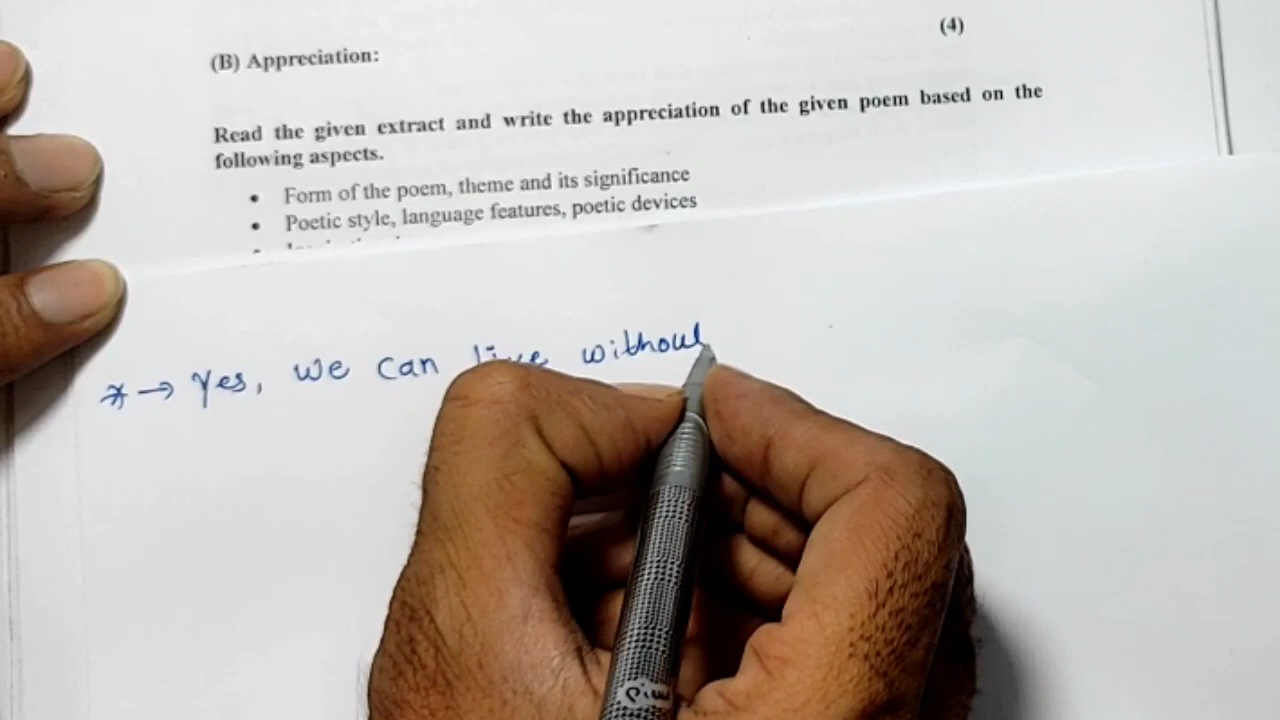 (4)
(B) Appreciation:
Read the given extract and write the appreciation of the given poem based on the
following aspects.
• Form of the poem, theme and its significance
• Poetic style, language features, poetic devices
*→ Yes, we can live without